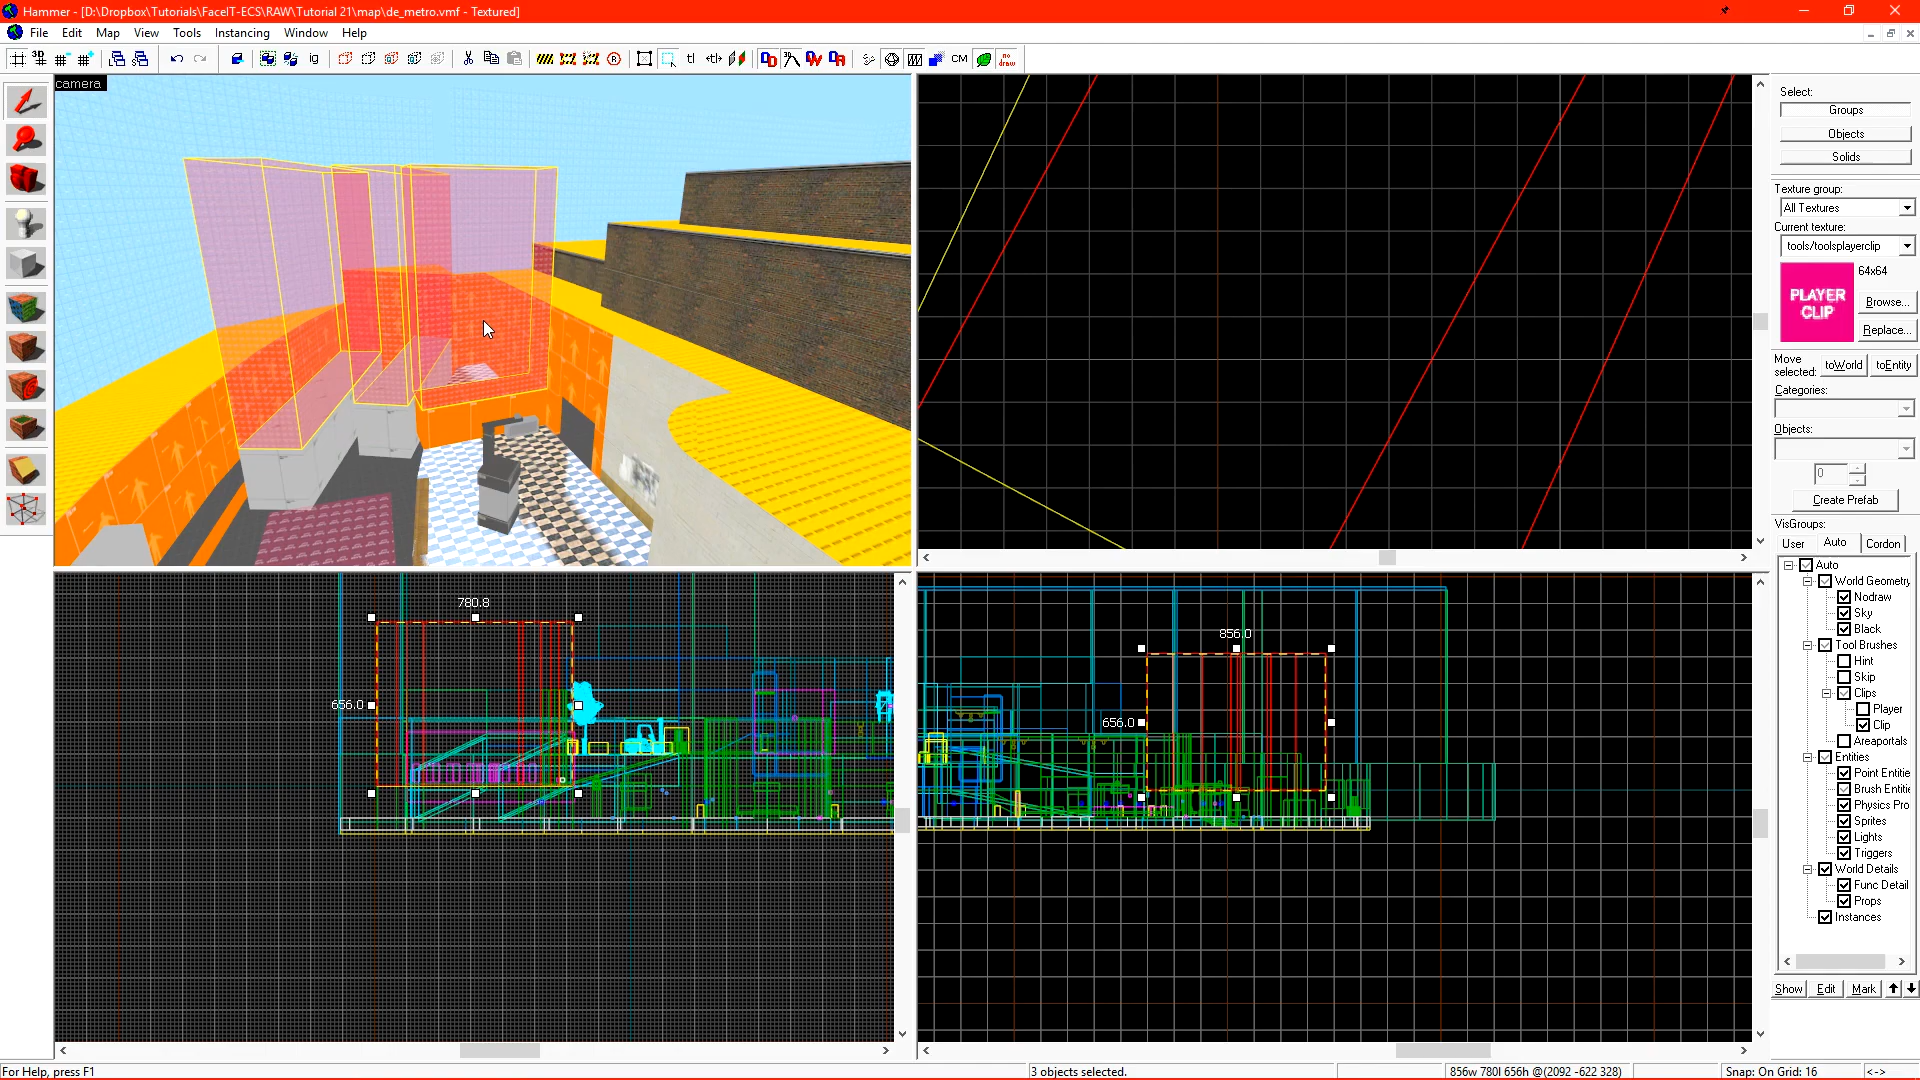 Hammer - [D:\Dropbox\Tutorials\FaceIT-ECS\RAW\Tutorial 21\map\de_metro.vmf - Textured]
File Edit Map View Tools Instancing Window Help
3D
ig
CM
no draw
camera
Select:
Groups
Objects
Solids
Texture group:
All Textures
Current texture:
tools/toolsplayerclip
PLAYER CLIP
64x64
Browse...
Replace...
Move selected:
toWorld
toEntity
Categories:
Objects:
0
Create Prefab
VisGroups:
User Auto Cordon
Auto
World Geometry
Nodraw
Sky
Black
Tool Brushes
Hint
Skip
Clips
Player
Clip
Areaportals
Entities
Point Entitie
Brush Entitie
Physics Pro
Sprites
Lights
Triggers
World Details
Func Detail
Props
Instances
Show Edit Mark
780.8
656.0
856.0
656.0
For Help, press F1
3 objects selected.
856w 780l 656h @(2092 -622 328)
Snap: On Grid: 16
<->